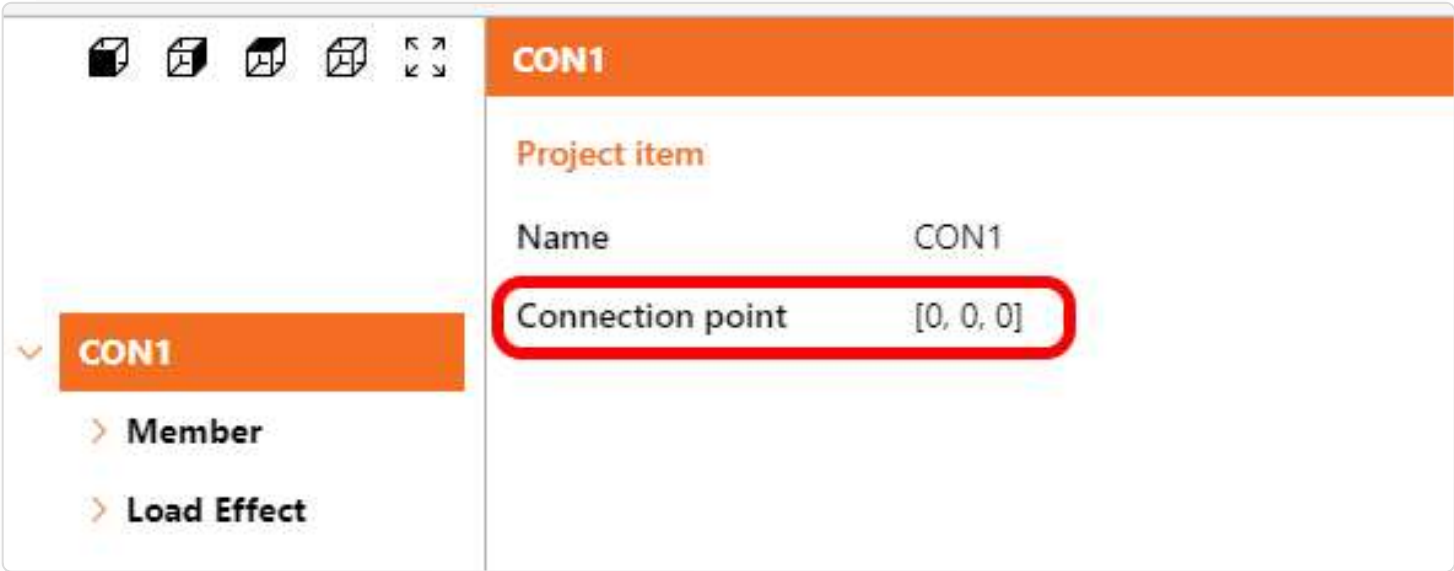 CON1
Project item
Name CON1
Connection point [0, 0, 0]
CON1
Member
Load Effect